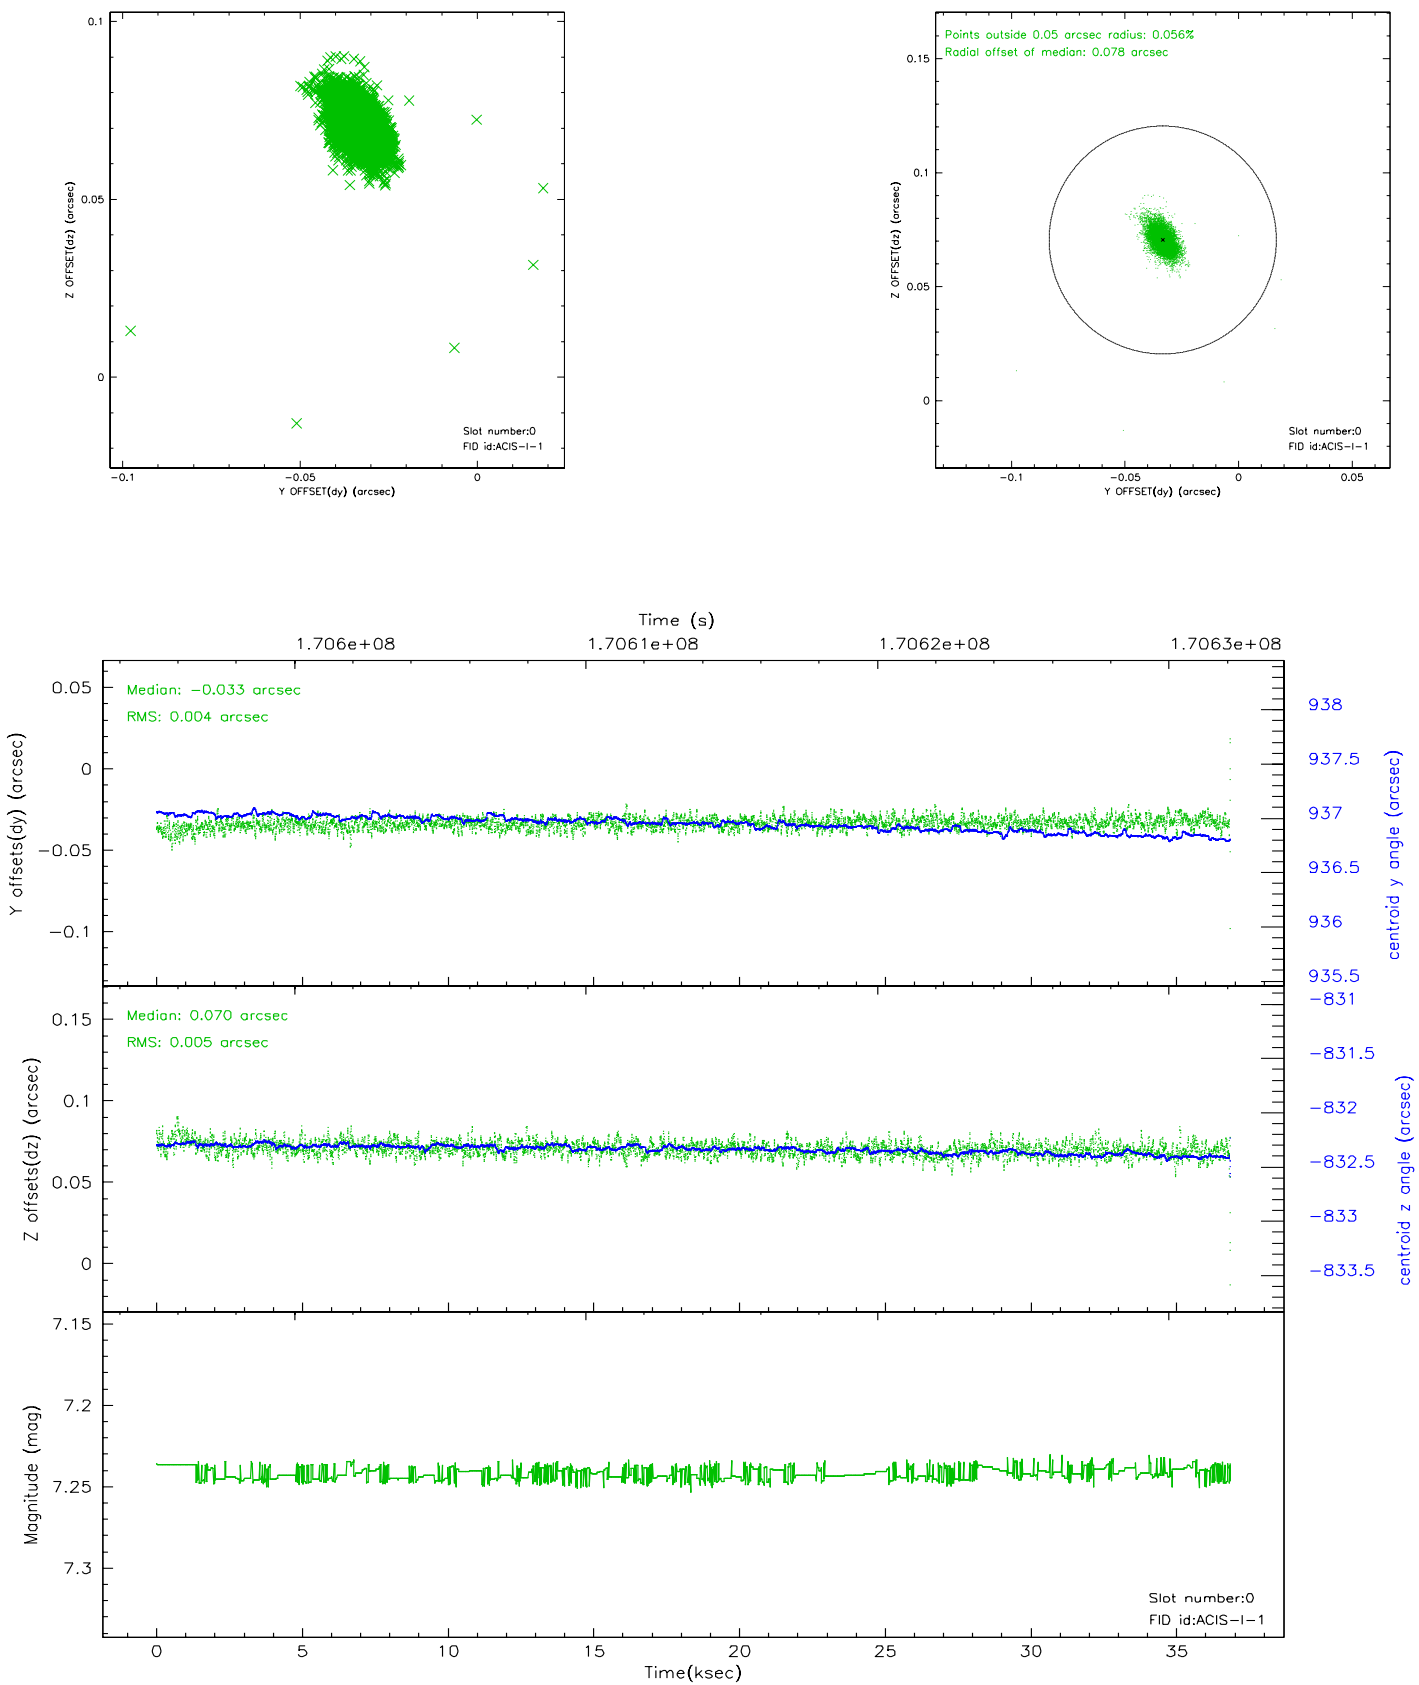 0.1
0.05
0
Z OFFSET(dz) (arcsec)
Slot number:0
FID id:ACIS-I-1
-0.1
-0.05
0
Y OFFSET(dy) (arcsec)
Points outside 0.05 arcsec radius: 0.056%
Radial offset of median: 0.078 arcsec
0.15
0.1
0.05
0
Z OFFSET(dz) (arcsec)
Slot number:0
FID id:ACIS-I-1
-0.1
-0.05
0
0.05
Y OFFSET(dy) (arcsec)
Time (s)
1.706e+08
1.7061e+08
1.7062e+08
1.7063e+08
Median: -0.033 arcsec
RMS: 0.004 arcsec
0.05
0
-0.05
-0.1
Y offsets(dy) (arcsec)
938
937.5
937
936.5
936
935.5
centroid y angle (arcsec)
Median: 0.070 arcsec
RMS: 0.005 arcsec
0.15
0.1
0.05
0
Z offsets(dz) (arcsec)
-831
-831.5
-832
-832.5
-833
-833.5
centroid z angle (arcsec)
7.15
7.2
7.25
7.3
Magnitude (mag)
Slot number:0
FID id:ACIS-I-1
0
5
10
15
20
25
30
35
Time(ksec)